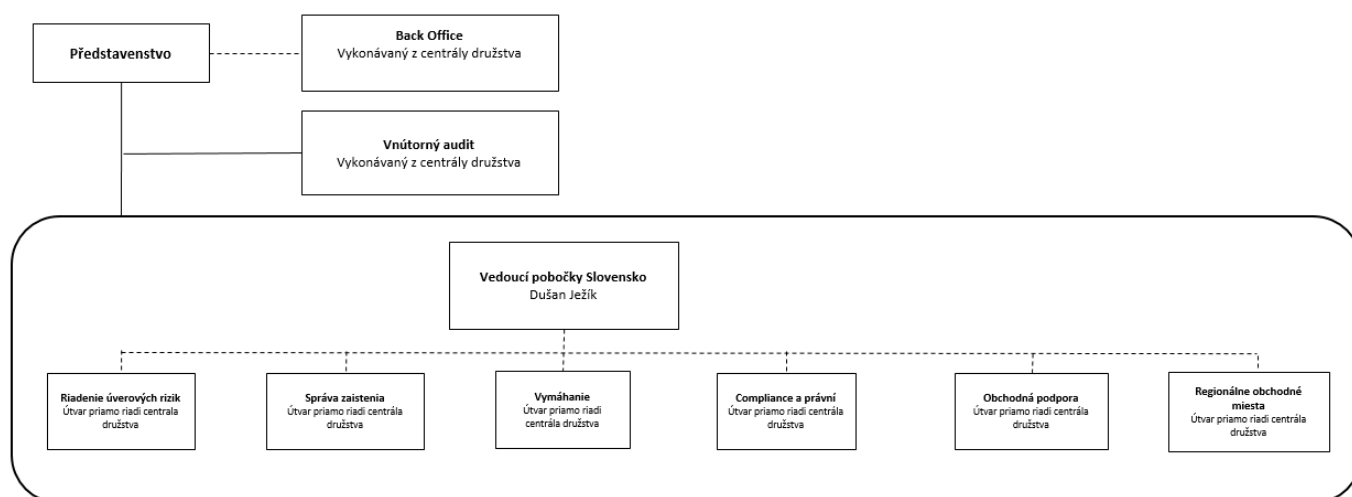 Představenstvo
Back Office
Vykonávaný z centrály družstva
Vnútorný audit
Vykonávaný z centrály družstva
Vedoucí pobočky Slovensko
Dušan Ježík
Riadenie úverových rizik
Útvar priamo riadi centrala
družstva
Správa zaistenia
Útvar priamo riadi centrála
družstva
Vymáhanie
Útvar priamo riadi
centrála družstva
Compliance a právní
Útvar priamo riadi centrála
družstva
Obchodná podpora
Útvar priamo riadi centrála
družstva
Regionálne obchodné
miesta
Útvar priamo riadi centrála
družstva